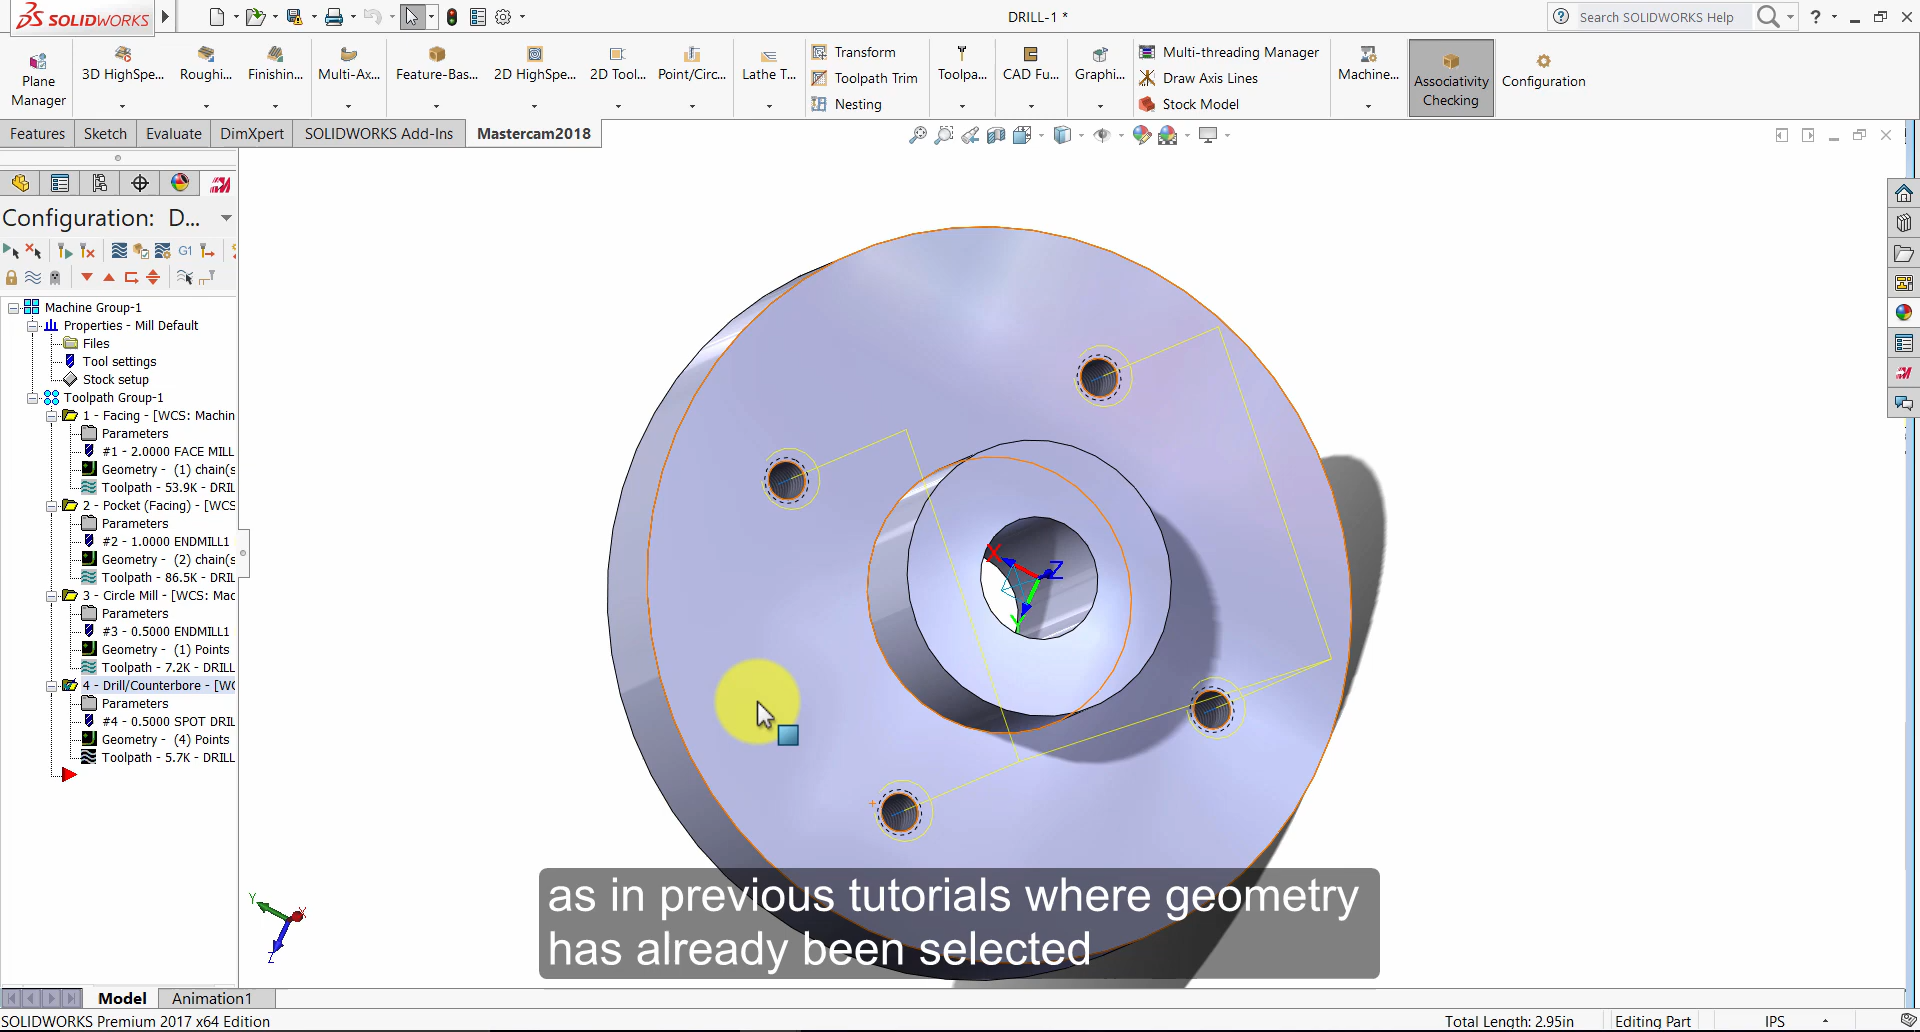 SOLIDWORKS
DRILL-1 *
Search SOLIDWORKS Help
?
Plane
Manager
3D HighSpe...
Roughi...
Finishin...
Multi-Ax...
Feature-Bas...
2D HighSpe...
2D Tool...
Point/Circ...
Lathe T...
Transform
Toolpath Trim
Nesting
Toolpa...
CAD Fu...
Graphi...
Multi-threading Manager
Draw Axis Lines
Stock Model
Machine...
Associativity
Checking
Configuration
Features
Sketch
Evaluate
DimXpert
SOLIDWORKS Add-Ins
Mastercam2018
Configuration: D...
G1
Machine Group-1
Properties - Mill Default
Files
Tool settings
Stock setup
Toolpath Group-1
1 - Facing - [WCS: Machin
Parameters
#1 - 2.0000 FACE MILL
Geometry - (1) chain(s
Toolpath - 53.9K - DRIL
2 - Pocket (Facing) - [WCS
Parameters
#2 - 1.0000 ENDMILL1
Geometry - (2) chain(s
Toolpath - 86.5K - DRIL
3 - Circle Mill - [WCS: Mac
Parameters
#3 - 0.5000 ENDMILL1
Geometry - (1) Points
Toolpath - 7.2K - DRILL
4 - Drill/Counterbore - [WC
Parameters
#4 - 0.5000 SPOT DRIL
Geometry - (4) Points
Toolpath - 5.7K - DRILL
X
Z
Y
Y
X
Z
as in previous tutorials where geometry
has already been selected
Model
Animation1
SOLIDWORKS Premium 2017 x64 Edition
Total Length: 2.95in
Editing Part
IPS